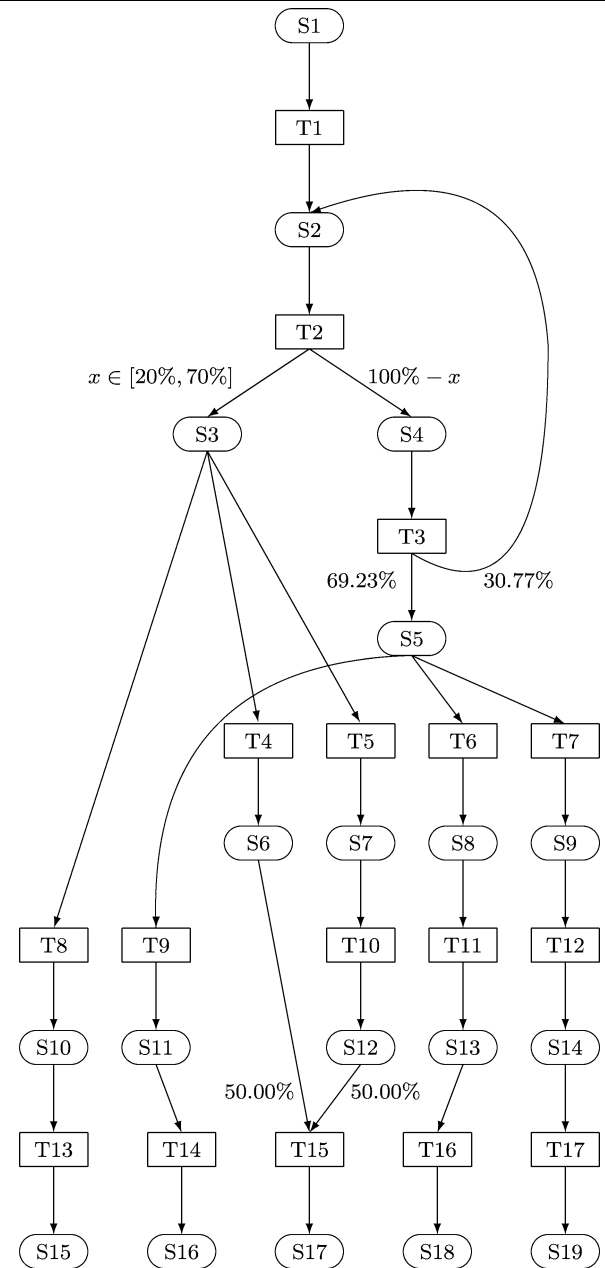 S1
T1
S2
T2
x ∈ [20%, 70%]
100% − x
S3
S4
T3
69.23%
30.77%
S5
T4
T5
T6
T7
S6
S7
S8
S9
T8
T9
T10
T11
T12
S10
S11
S12
S13
S14
50.00%
50.00%
T13
T14
T15
T16
T17
S15
S16
S17
S18
S19